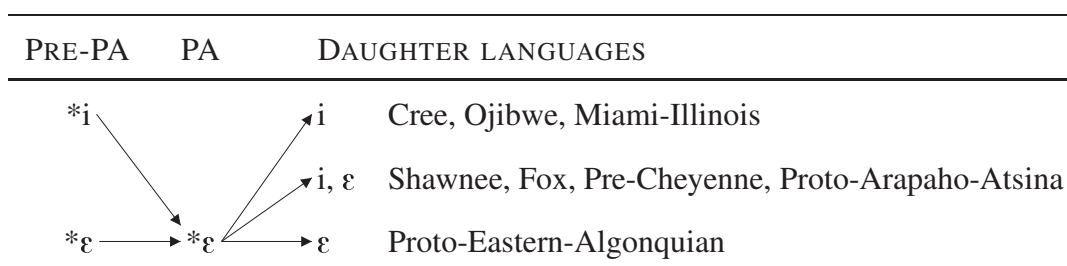 PRE-PA PA DAUGHTER LANGUAGES
*i i Cree, Ojibwe, Miami-Illinois
i, ɛ Shawnee, Fox, Pre-Cheyenne, Proto-Arapaho-Atsina
*ɛ *ɛ ɛ Proto-Eastern-Algonquian